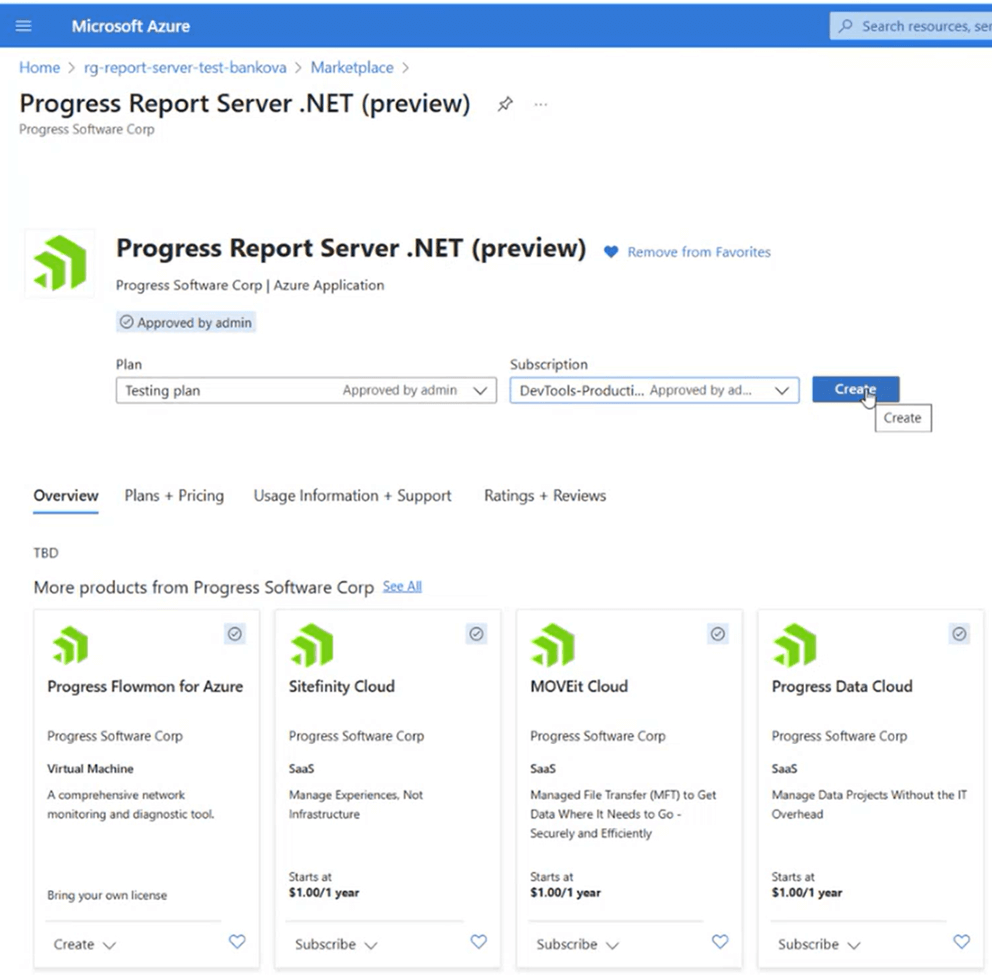 Microsoft Azure
Search resources, ser
Home > rg-report-server-test-bankova > Marketplace >
Progress Report Server .NET (preview) ...
Progress Software Corp
Progress Report Server .NET (preview) Remove from Favorites
Progress Software Corp | Azure Application
Approved by admin
Plan Subscription
Testing plan Approved by admin DevTools-Producti... Approved by ad... Create
Create
Overview Plans + Pricing Usage Information + Support Ratings + Reviews
TBD
More products from Progress Software Corp See All
Progress Flowmon for Azure
Progress Software Corp
Virtual Machine
A comprehensive network
monitoring and diagnostic tool.
Bring your own license
Create
Sitefinity Cloud
Progress Software Corp
SaaS
Manage Experiences, Not
Infrastructure
Starts at
$1.00/1 year
Subscribe
MOVEit Cloud
Progress Software Corp
SaaS
Managed File Transfer (MFT) to Get
Data Where It Needs to Go -
Securely and Efficiently
Starts at
$1.00/1 year
Subscribe
Progress Data Cloud
Progress Software Corp
SaaS
Manage Data Projects Without the IT
Overhead
Starts at
$1.00/1 year
Subscribe